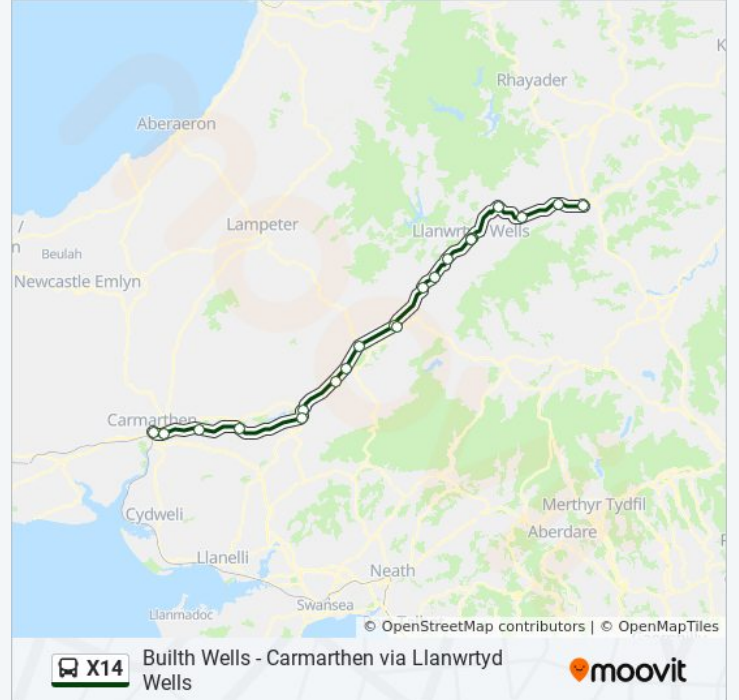 K
Rhayader
Aberaeron
Lampeter
Llanwrtyd Wells
/
n
Beulah
Newcastle Emlyn
Carmarthen
Merthyr Tydfil
Cydweli
Aberdare
Llanelli
Neath
Swansea
Llanmadoc
© OpenStreetMap contributors | © OpenMapTiles
X14
Builth Wells - Carmarthen via Llanwrtyd
Wells
moovit